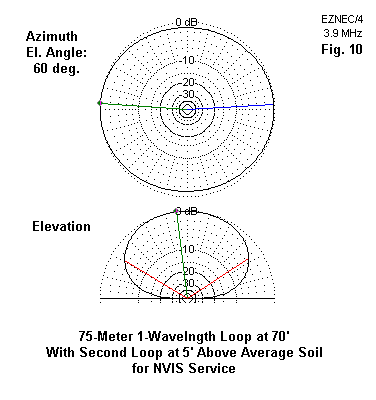 0 dB
EZNEC/4
3.9 MHz
Fig. 10
Azimuth
El. Angle:
60 deg.
-10
-20
-30
Elevation
0 dB
-10
-20
-30
75-Meter 1-Wavelngth Loop at 70'
With Second Loop at 5' Above Average Soil
for NVIS Service